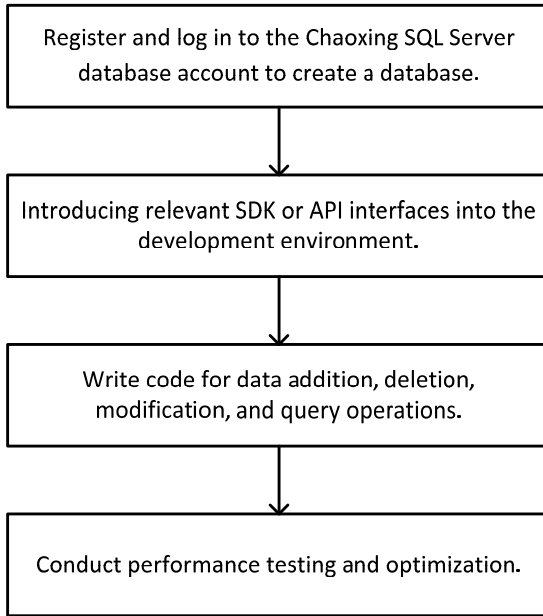 Register and log in to the Chaoxing SQL Server
database account to create a database.
Introducing relevant SDK or API interfaces into the
development environment.
Write code for data addition, deletion,
modification, and query operations.
Conduct performance testing and optimization.